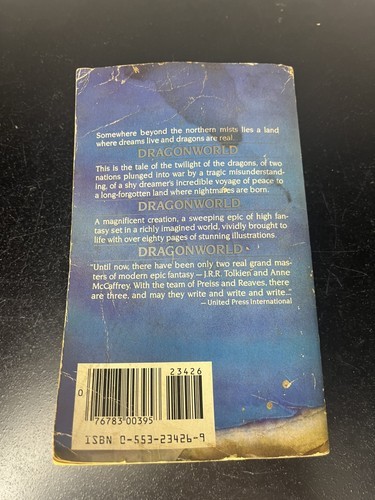 Somewhere beyond the northern mists lies a land
where dreams live and dragons are real.
DRAGONWORLD
This is the tale of the twilight of the dragons, of two
nations plunged into war by a tragic misunderstand-
ing, of a shy dreamer's incredible voyage of peace to
a long-forgotten land where nightmares are born.
DRAGONWORLD
A magnificent creation, a sweeping epic of high fan-
tasy set in a richly imagined world, vividly brought to
life with over eighty pages of stunning illustrations.
DRAGONWORLD
"Until now, there have been only two real grand mas-
ters of modern epic fantasy—J.R.R. Tolkien and Anne
McCaffrey. With the team of Preiss and Reaves, there
are three, and may they write and write and write..."
—United Press International
23426
0
76783 00395
ISBN 0-553-23426-9